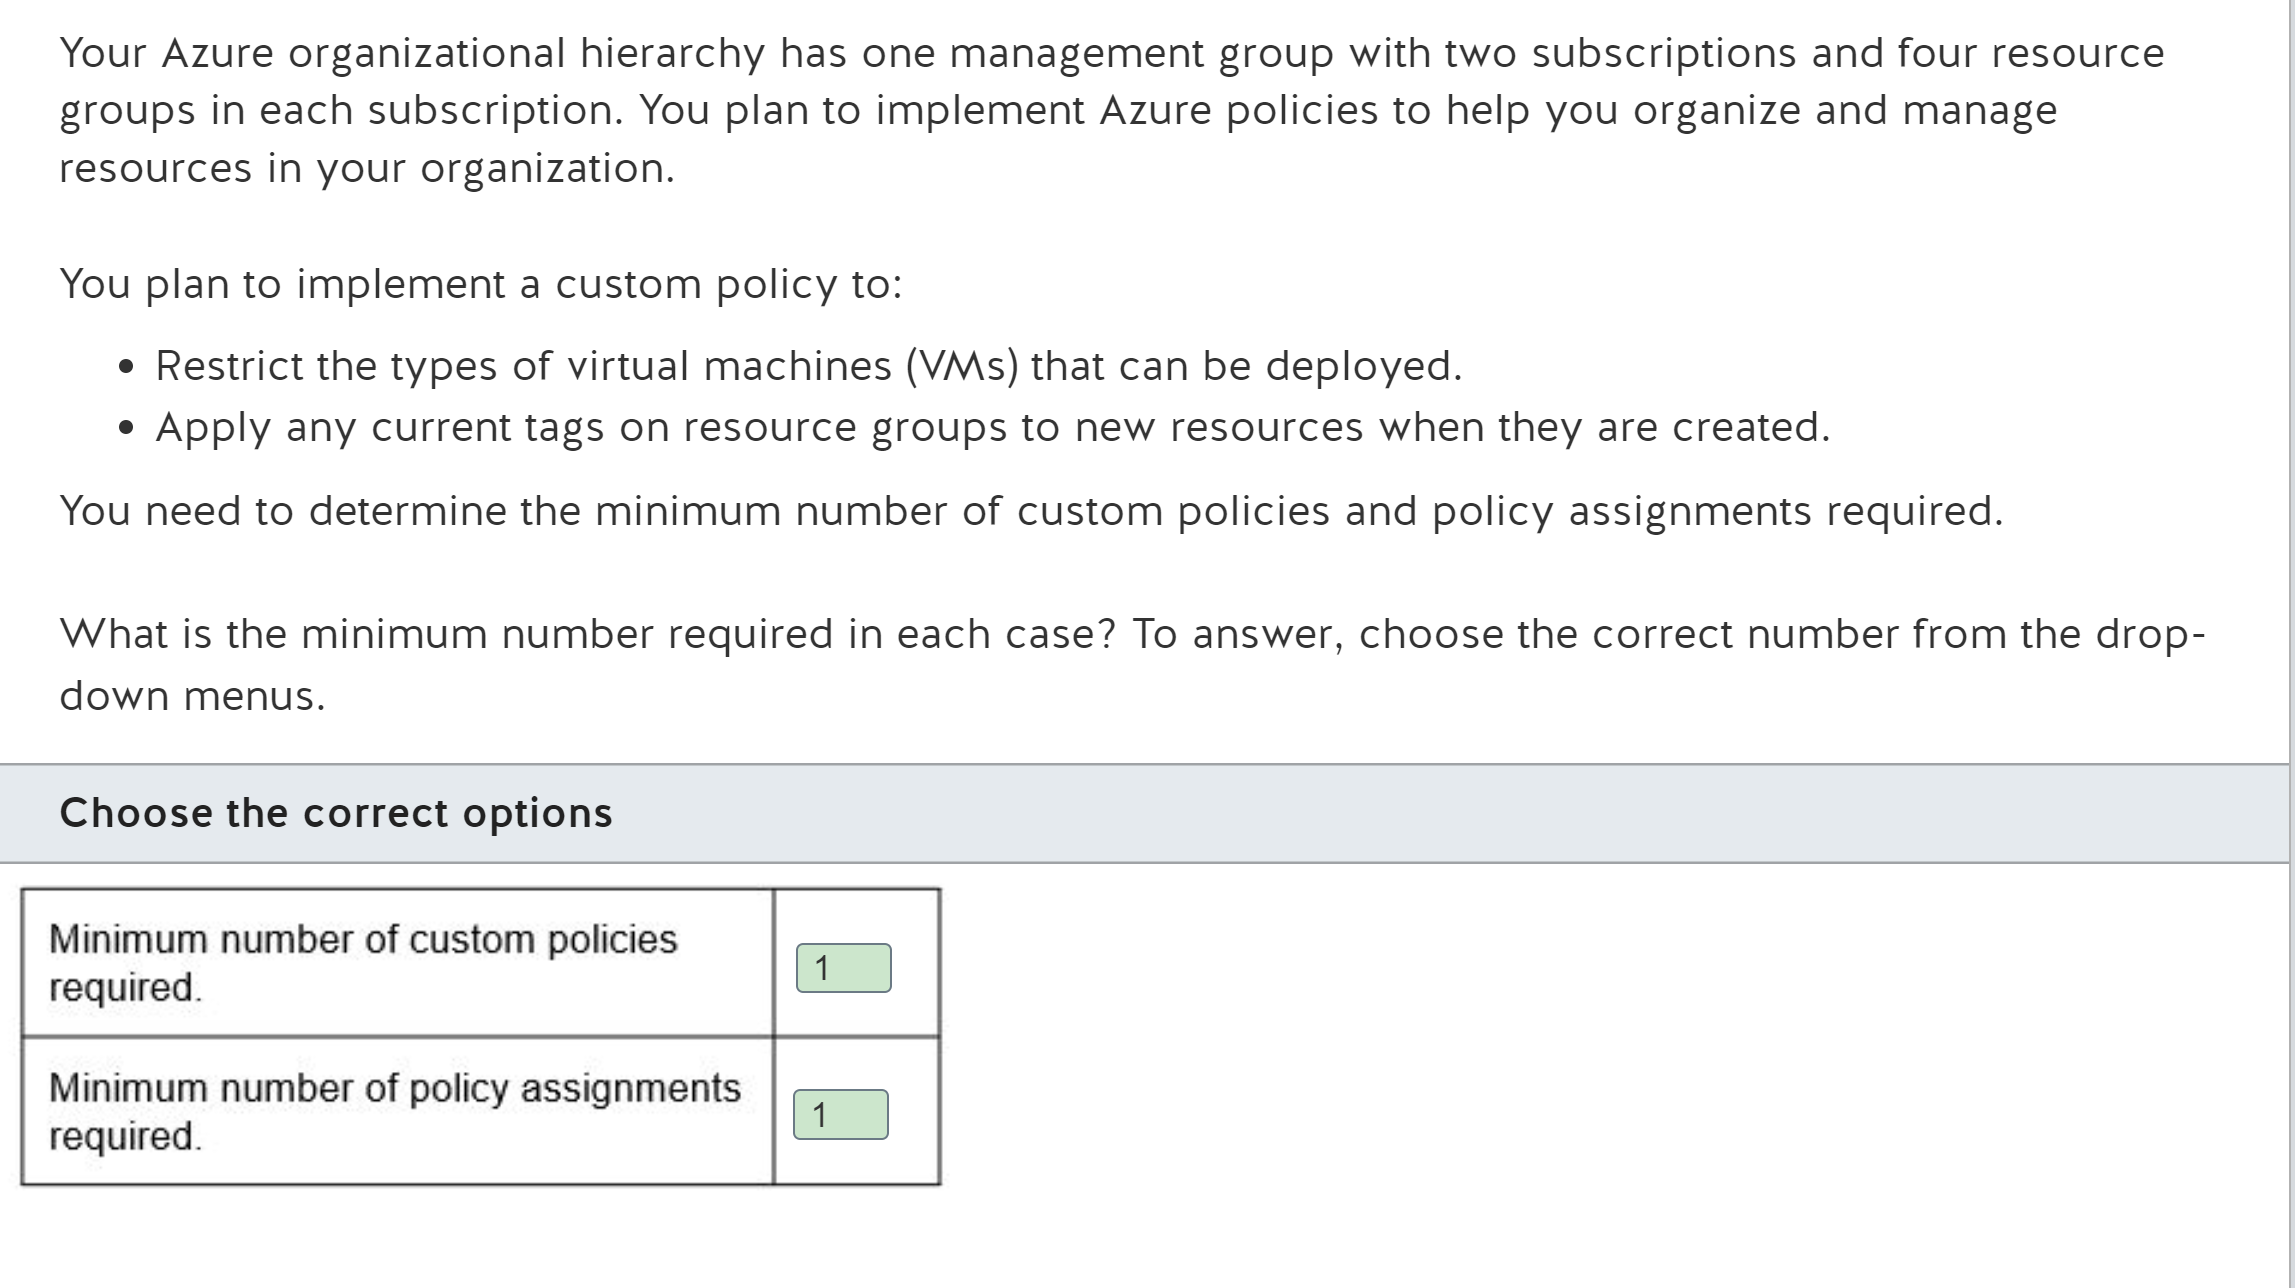 Your Azure organizational hierarchy has one management group with two subscriptions and four resource
groups in each subscription. You plan to implement Azure policies to help you organize and manage
resources in your organization.
You plan to implement a custom policy to:
• Restrict the types of virtual machines (VMs) that can be deployed.
• Apply any current tags on resource groups to new resources when they are created.
You need to determine the minimum number of custom policies and policy assignments required.
What is the minimum number required in each case? To answer, choose the correct number from the drop-
down menus.
Choose the correct options
Minimum number of custom policies
required.
1
Minimum number of policy assignments
required.
1